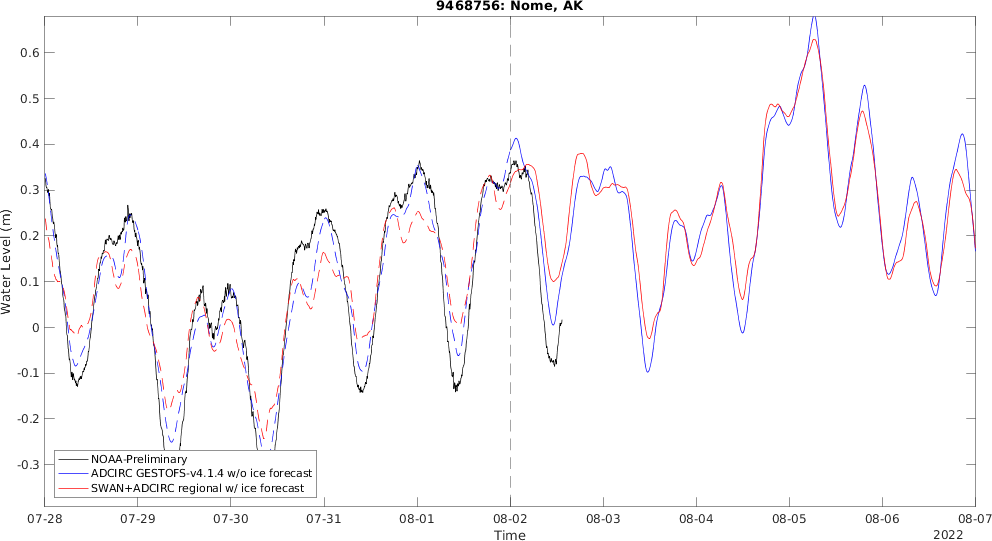 9468756: Nome, AK
Water Level (m)
0.6
0.5
0.4
0.3
0.2
0.1
0
-0.1
-0.2
-0.3
NOAA-Preliminary
ADCIRC GESTOFS-v4.1.4 w/o ice forecast
SWAN+ADCIRC regional w/ ice forecast
07-28 07-29 07-30 07-31 08-01 08-02 08-03 08-04 08-05 08-06 08-07
Time
2022